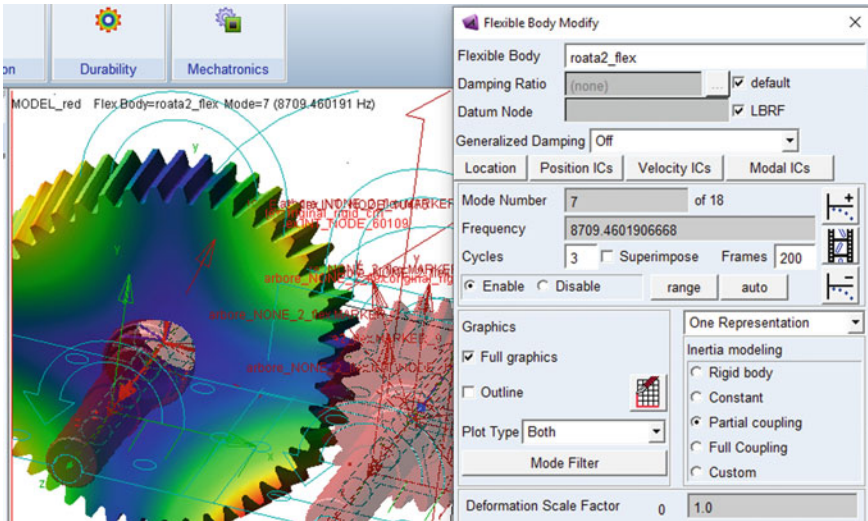 on
Durability
Mechatronics
MODEL_red Flex.Body=roata2_flex Mode=7 (8709.460191 Hz)
y
y
y
x
z
Flexible Body Modify
Flexible Body roata2_flex
Damping Ratio (none) ... default
Datum Node LBRF
Generalized Damping Off
Location Position ICs Velocity ICs Modal ICs
Mode Number 7 of 18
Frequency 8709.4601906668
Cycles 3 Superimpose Frames 200
Enable Disable range auto
Graphics
Full graphics
Outline
Plot Type Both
Mode Filter
One Representation
Inertia modeling
Rigid body
Constant
Partial coupling
Full Coupling
Custom
Deformation Scale Factor 0 1.0